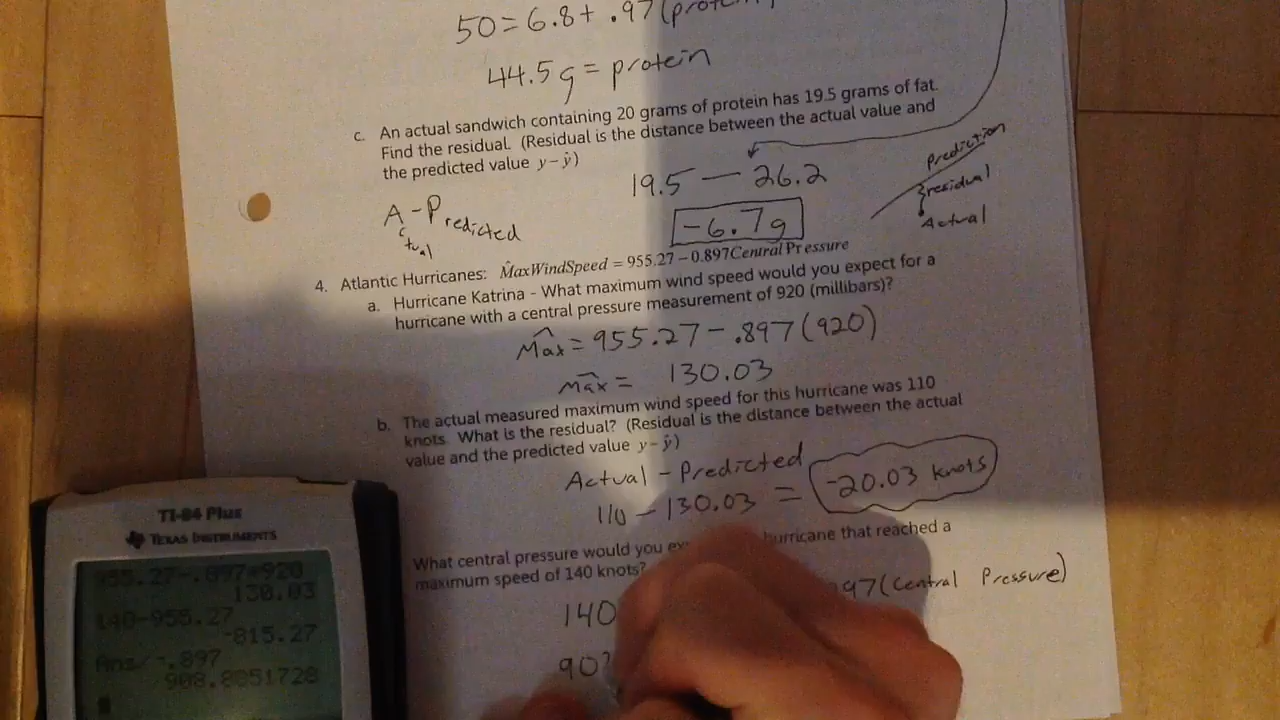 50=6.8+ .97(protein)
44.5g = protein
c. An actual sandwich containing 20 grams of protein has 19.5 grams of fat.
Find the residual. (Residual is the distance between the actual value and
the predicted value y-ŷ)
19.5 — 26.2
Prediction
residual
Actual
A - Predicted
ctual
-6.7g
4. Atlantic Hurricanes: M̂axWindSpeed = 955.27-0.897CentralPressure
a. Hurricane Katrina - What maximum wind speed would you expect for a
hurricane with a central pressure measurement of 920 (millibars)?
M̂ax = 955.27 - .897(920)
M̂ax = 130.03
b. The actual measured maximum wind speed for this hurricane was 110
knots. What is the residual? (Residual is the distance between the actual
value and the predicted value y-ŷ)
Actual - Predicted
110 - 130.03 = -20.03 knots
What central pressure would you hurricane that reached a
maximum speed of 140 knots?
140 97(Central Pressure)
90
TI-84 Plus
TEXAS INSTRUMENTS
955.27-.897*920
130.03
140-955.27
-815.27
Ans/-.897
908.8851728